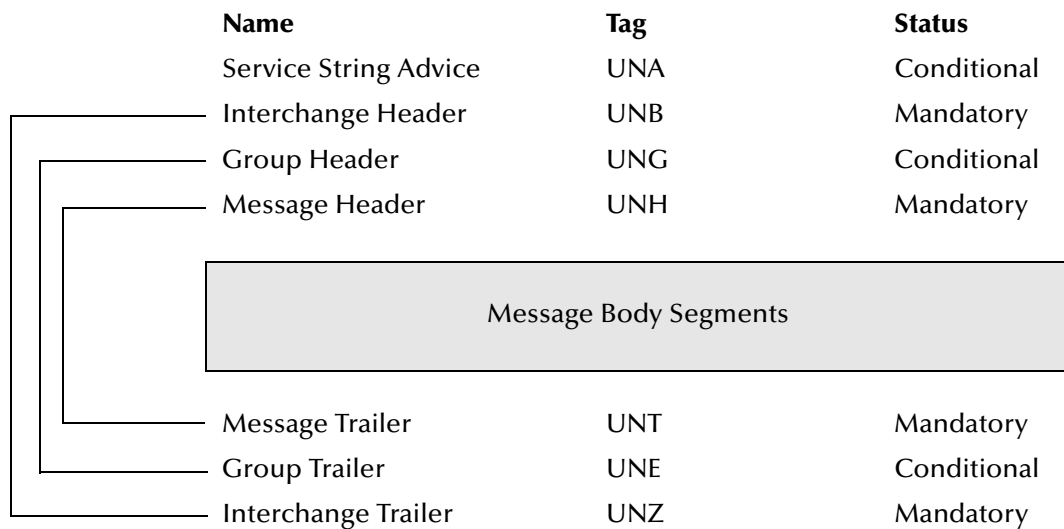 Name Tag Status
Service String Advice UNA Conditional
Interchange Header UNB Mandatory
Group Header UNG Conditional
Message Header UNH Mandatory
Message Body Segments
Message Trailer UNT Mandatory
Group Trailer UNE Conditional
Interchange Trailer UNZ Mandatory